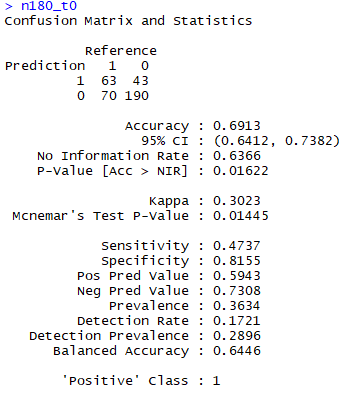 > n180_t0
Confusion Matrix and Statistics
Reference
Prediction 1 0
1 63 43
0 70 190
Accuracy : 0.6913
95% CI : (0.6412, 0.7382)
No Information Rate : 0.6366
P-Value [Acc > NIR] : 0.01622
Kappa : 0.3023
Mcnemar's Test P-Value : 0.01445
Sensitivity : 0.4737
Specificity : 0.8155
Pos Pred Value : 0.5943
Neg Pred Value : 0.7308
Prevalence : 0.3634
Detection Rate : 0.1721
Detection Prevalence : 0.2896
Balanced Accuracy : 0.6446
'Positive' Class : 1